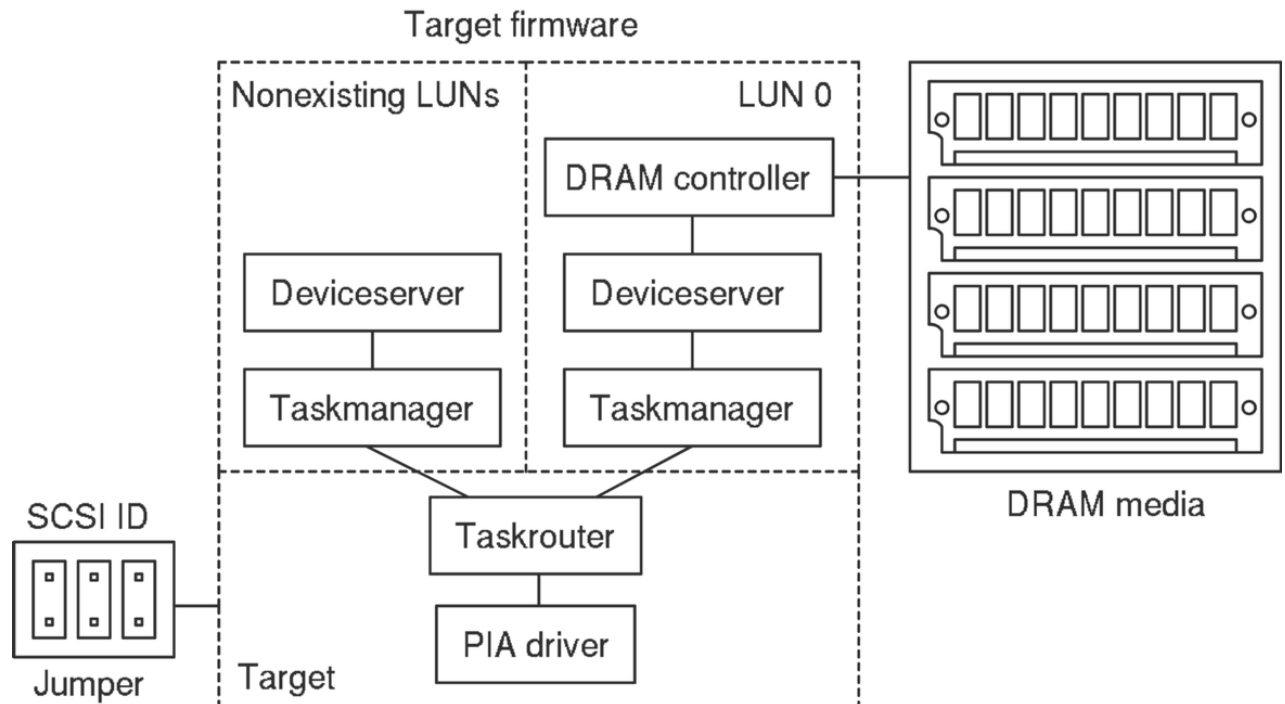 Target firmware
Nonexisting LUNs
LUN 0
DRAM controller
Deviceserver
Deviceserver
Taskmanager
Taskmanager
DRAM media
SCSI ID
Taskrouter
PIA driver
Jumper
Target